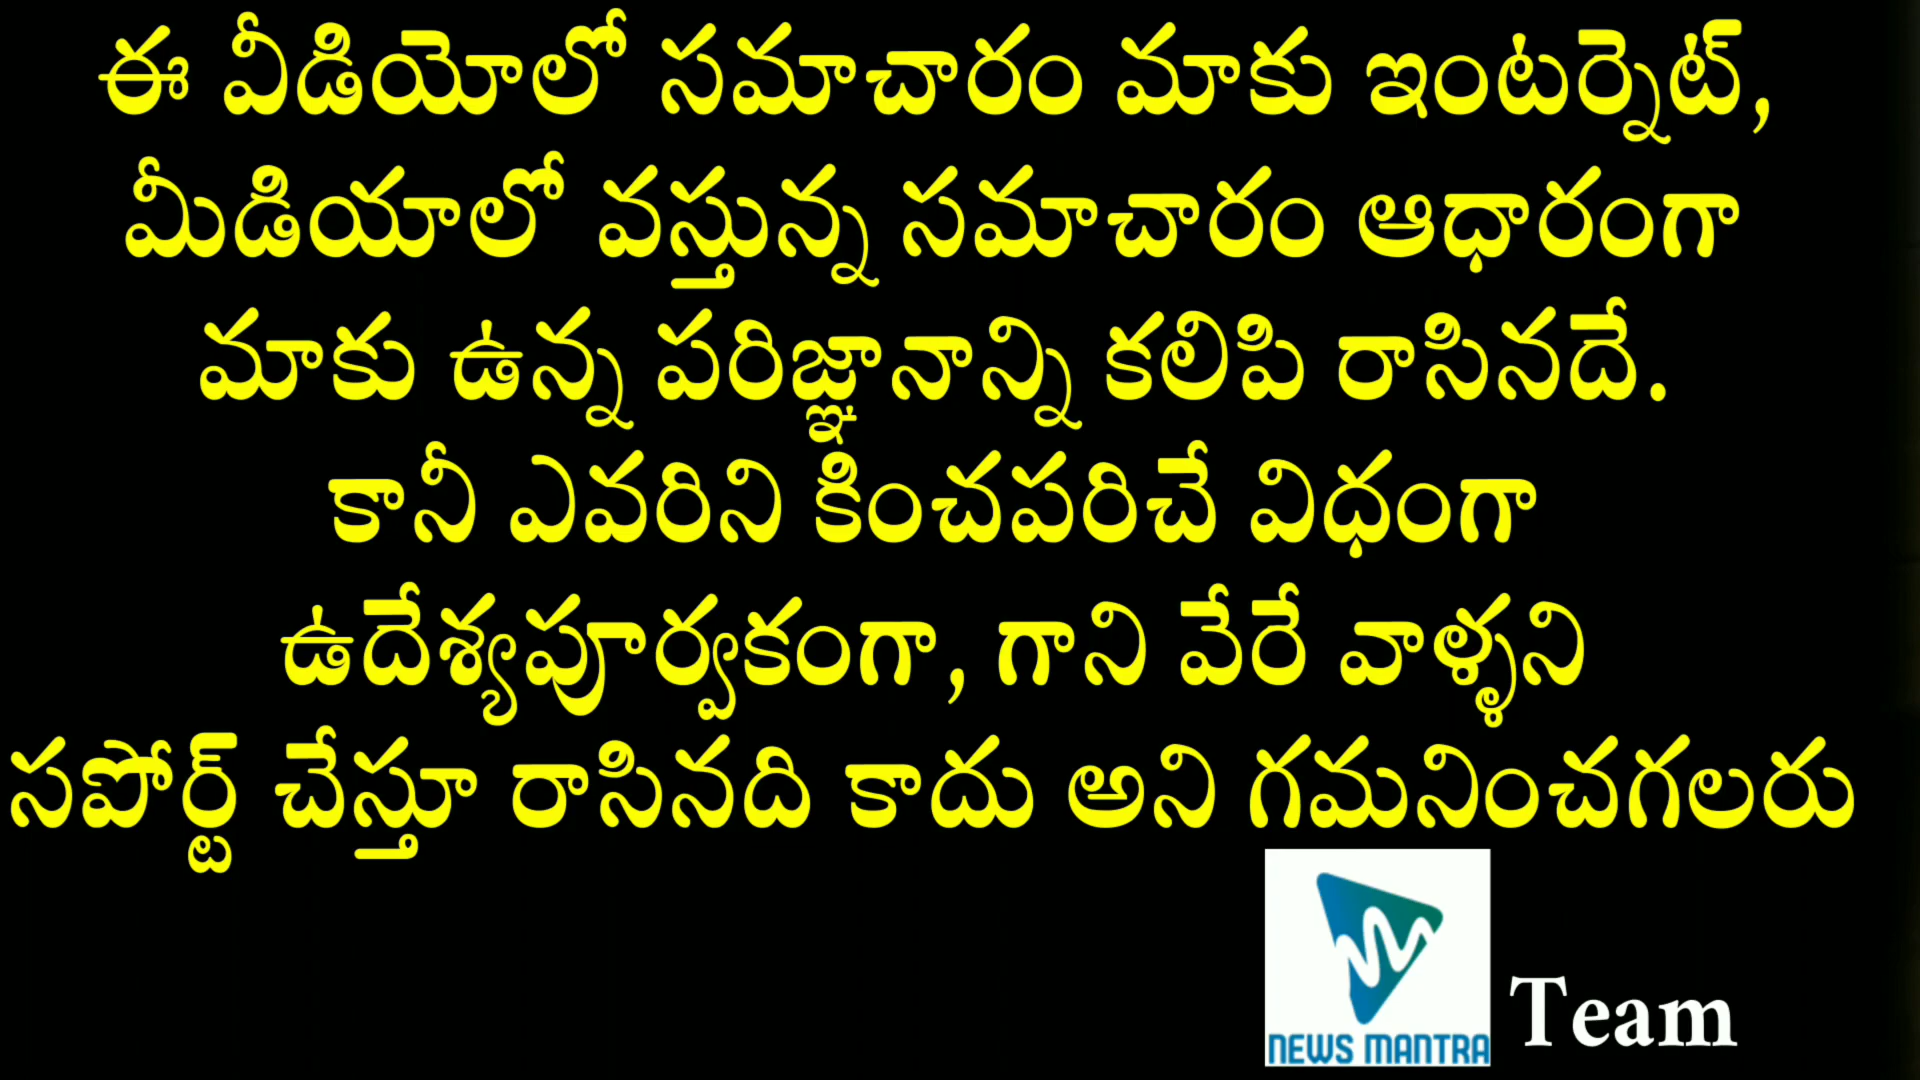 ఈ వీడియోలో సమాచారం మాకు ఇంటర్నెట్,
మీడియాలో వస్తున్న సమాచారం ఆధారంగా
మాకు ఉన్న పరిజ్ఞానాన్ని కలిపి రాసినదే.
కానీ ఎవరిని కించపరిచే విధంగా
ఉదేశ్యపూర్వకంగా, గాని వేరే వాళ్ళని
సపోర్ట్ చేస్తూ రాసినది కాదు అని గమనించగలరు
NEWS MANTRA Team